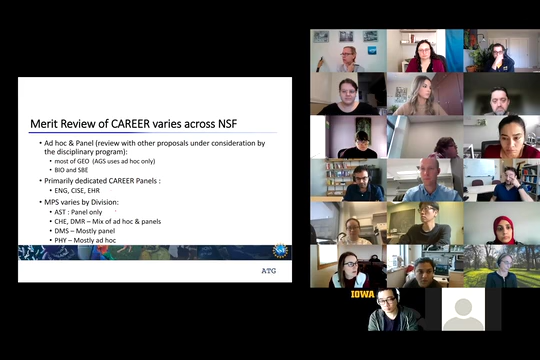 Merit Review of CAREER varies across NSF
• Ad hoc & Panel (review with other proposals under consideration by
the disciplinary program):
• most of GEO (AGS uses ad hoc only)
• BIO and SBE
• Primarily dedicated CAREER Panels :
• ENG, CISE, EHR
• MPS varies by Division:
• AST : Panel only
• CHE, DMR – Mix of ad hoc & panels
• DMS – Mostly panel
• PHY – Mostly ad hoc
ATG
IOWA